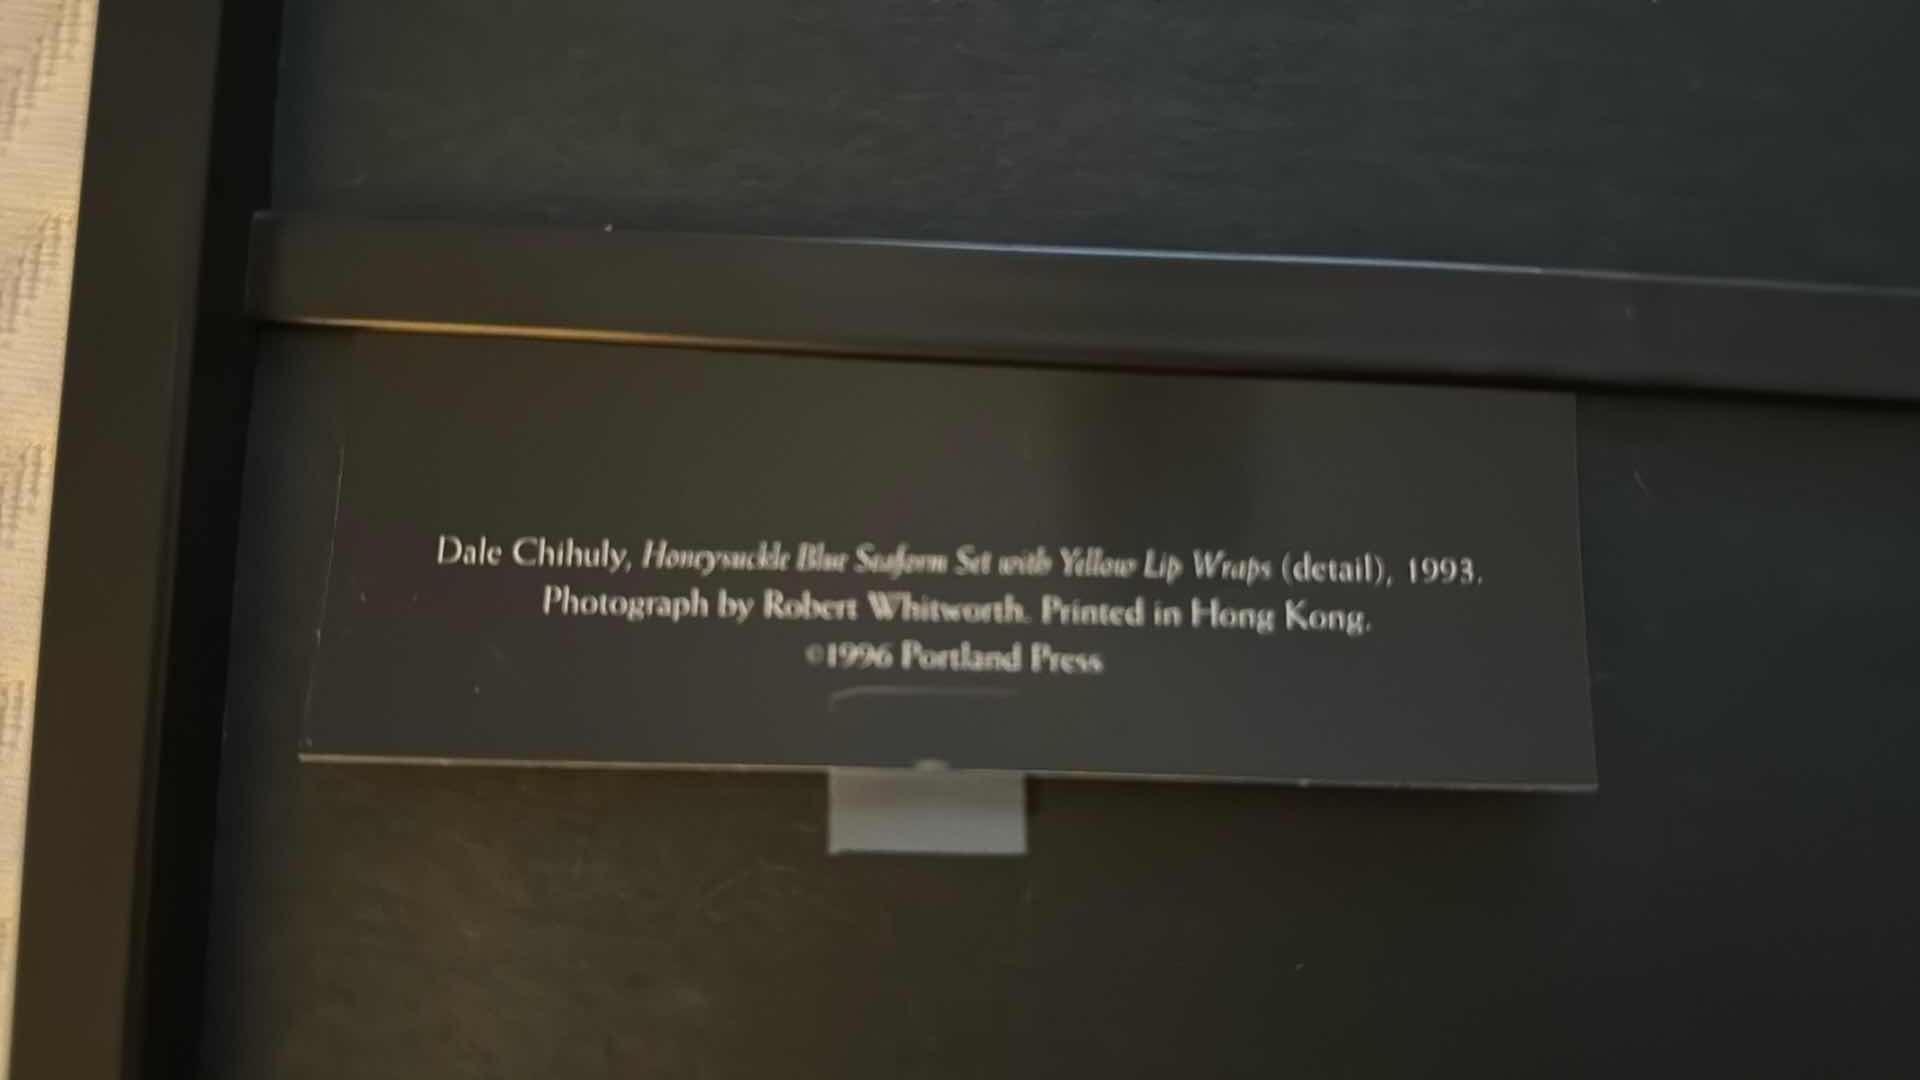 Dale Chihuly, Honeysuckle Blue Seaform Set with Yellow Lip Wraps (detail), 1993.
Photograph by Robert Whitworth. Printed in Hong Kong.
©1996 Portland Press